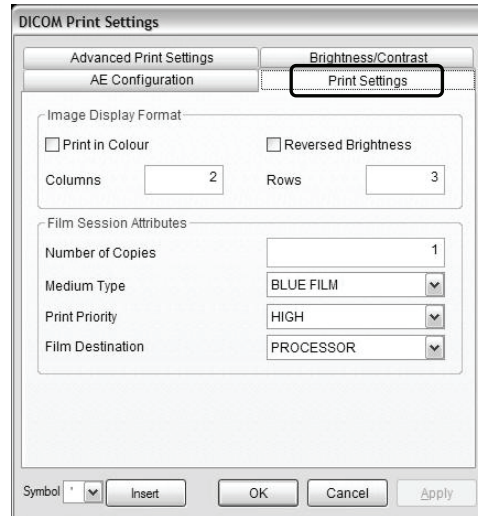 DICOM Print Settings
Advanced Print Settings Brightness/Contrast
AE Configuration Print Settings
Image Display Format
Print in Colour Reversed Brightness
Columns 2 Rows 3
Film Session Attributes
Number of Copies 1
Medium Type BLUE FILM
Print Priority HIGH
Film Destination PROCESSOR
Symbol Insert OK Cancel Apply